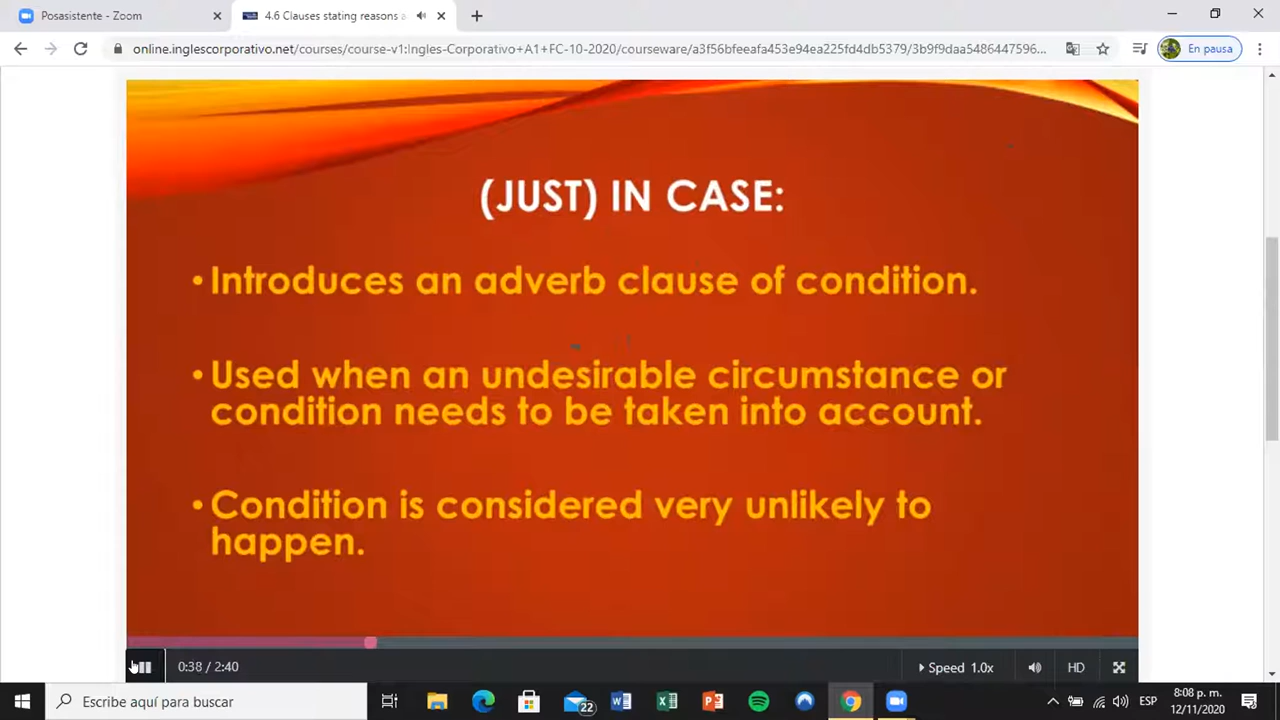 Posasistente - Zoom
4.6 Clauses stating reasons a
online.inglescorporativo.net/courses/course-v1:Ingles-Corporativo+A1+FC-10-2020/courseware/a3f56bfeeafa453e94ea225fd4db5379/3b9f9daa5486447596...
En pausa
(JUST) IN CASE:
• Introduces an adverb clause of condition.
• Used when an undesirable circumstance or
condition needs to be taken into account.
• Condition is considered very unlikely to
happen.
0:38 / 2:40
Speed 1.0x
HD
Escribe aquí para buscar
22
ESP
8:08 p. m.
12/11/2020